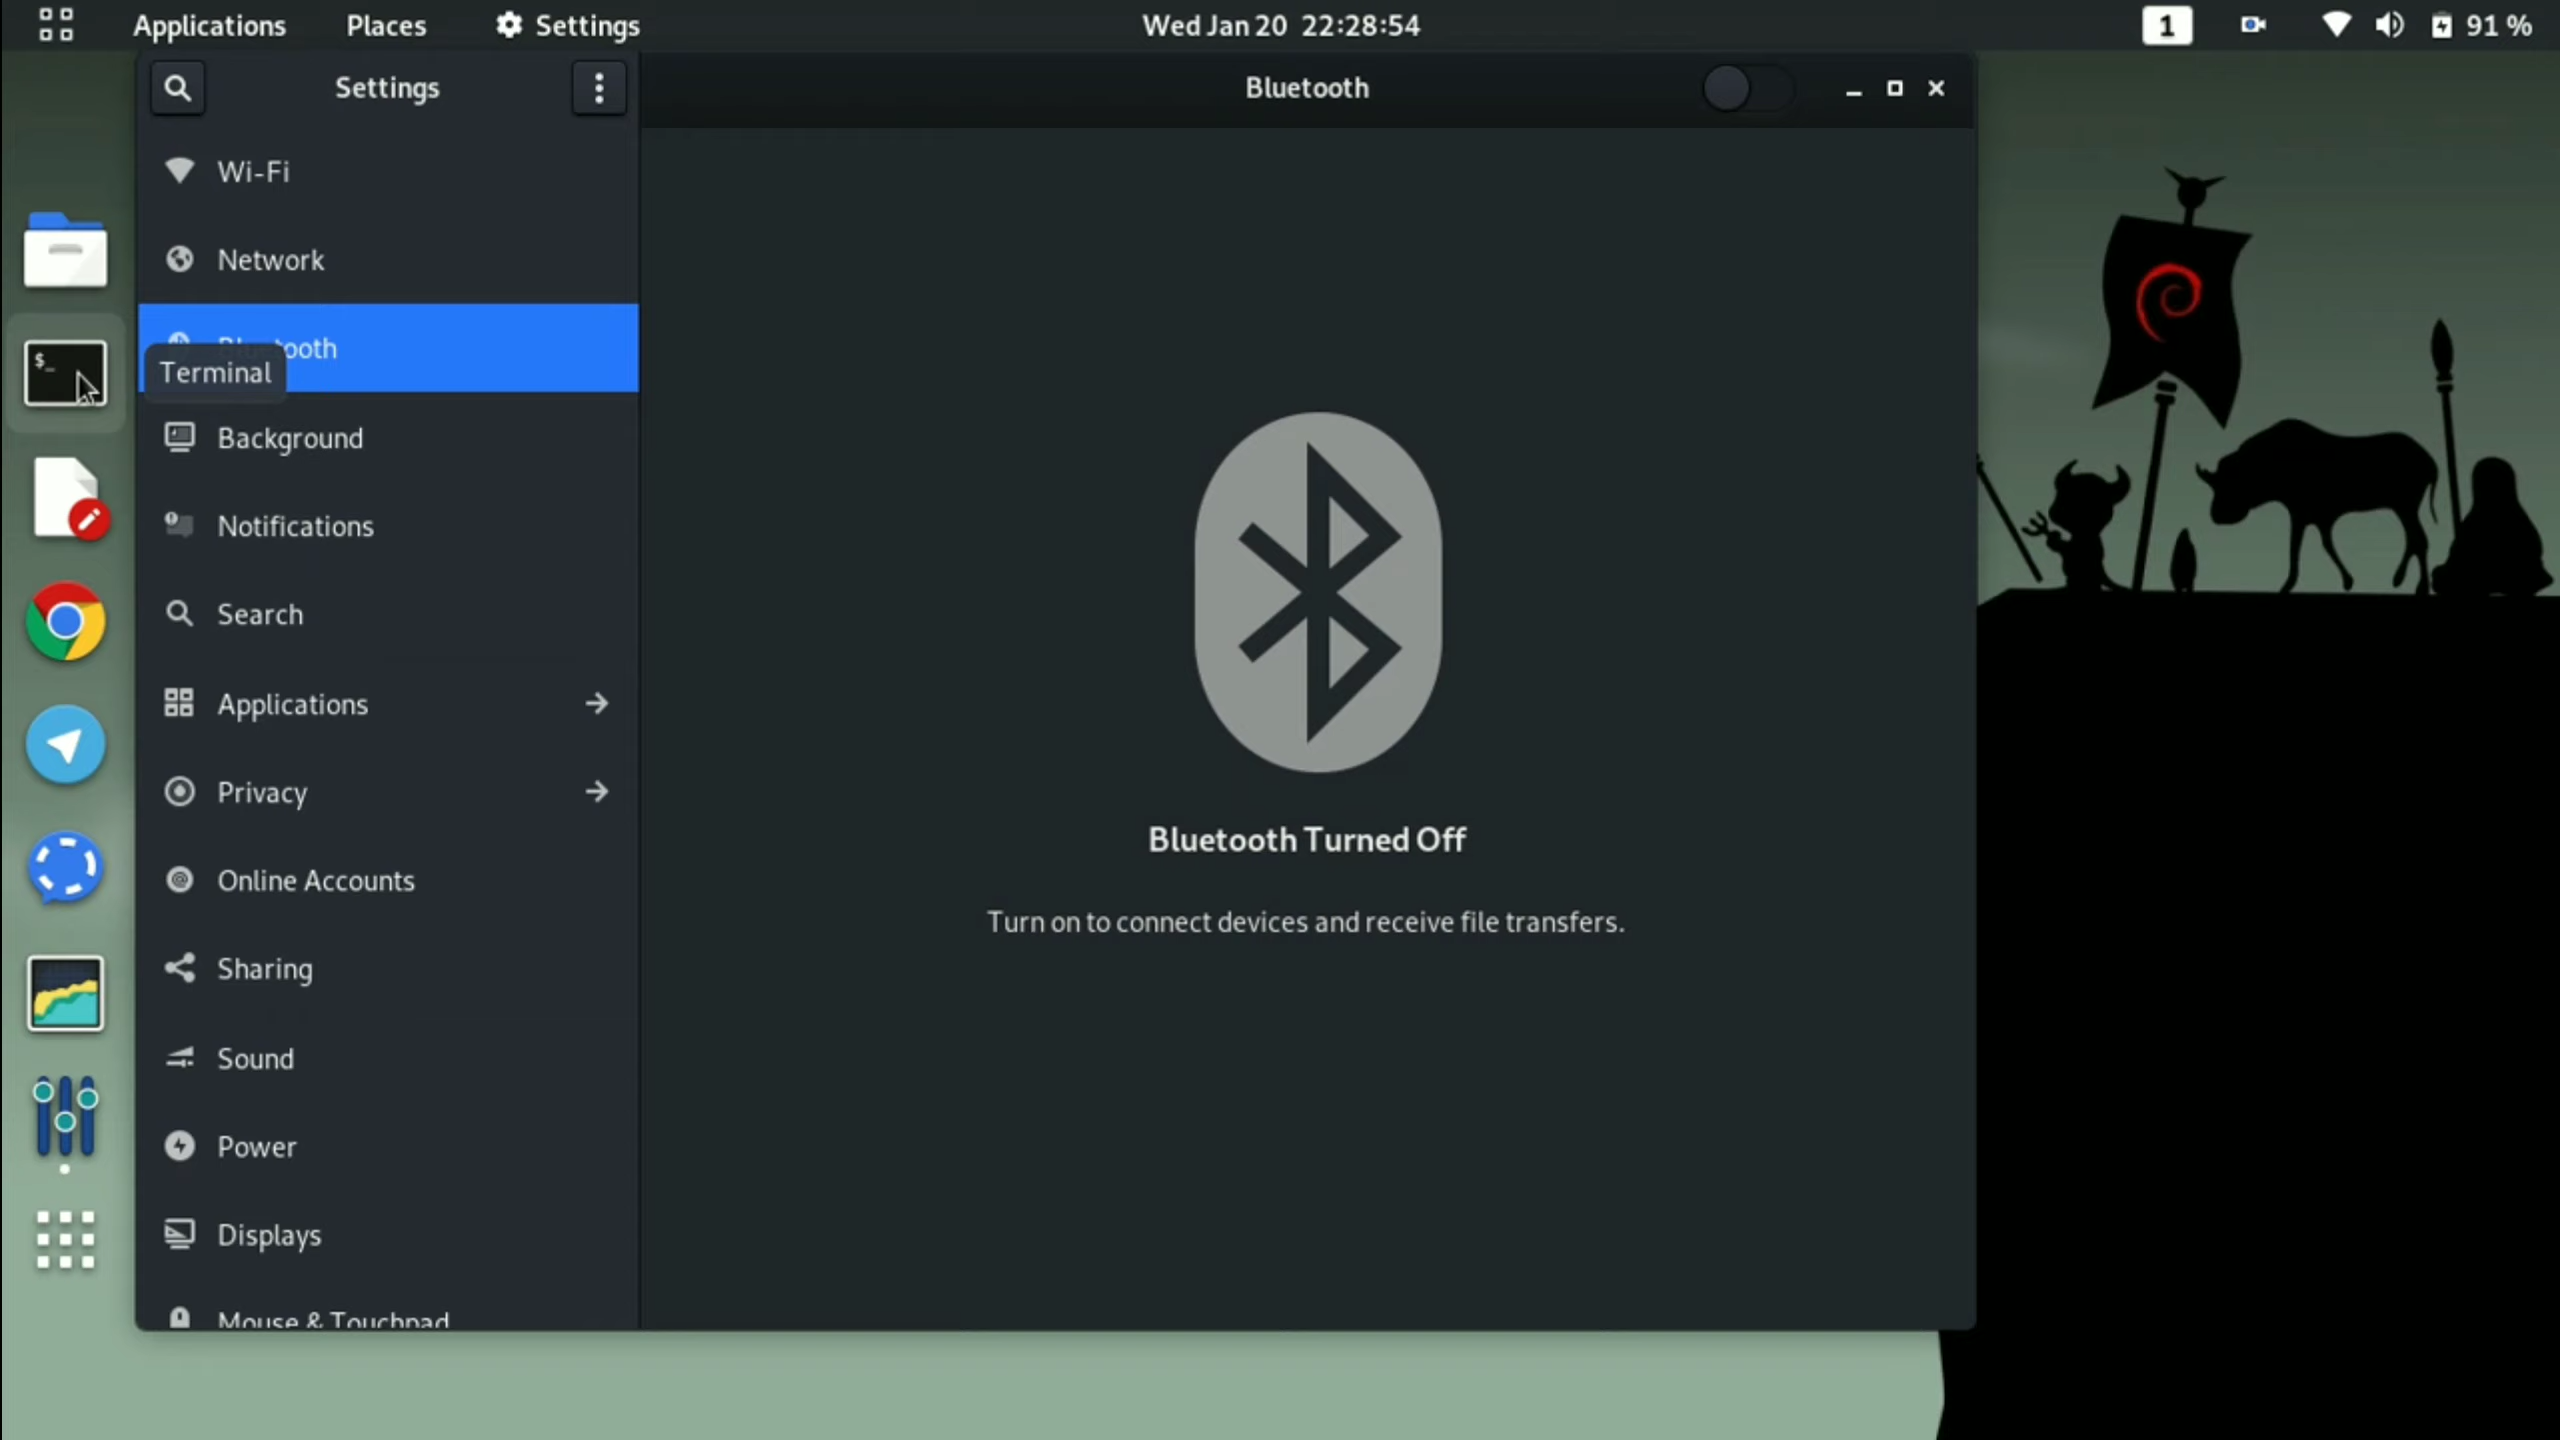 Applications Places Settings Wed Jan 20 22:28:54 1 91 %
Settings Bluetooth
Wi-Fi
Network
Bluetooth
Terminal
$_
Background
Notifications
Search
Applications
Privacy
Online Accounts
Sharing
Sound
Power
Displays
Mouse & Touchpad
Bluetooth Turned Off
Turn on to connect devices and receive file transfers.